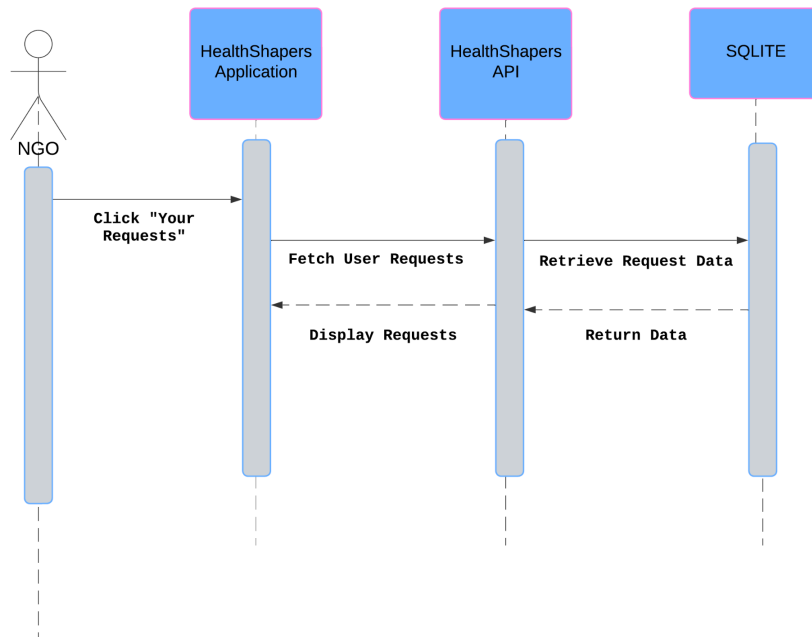 HealthShapers
Application
HealthShapers
API
SQLITE
NGO
Click "Your
Requests"
Fetch User Requests
Retrieve Request Data
Display Requests
Return Data